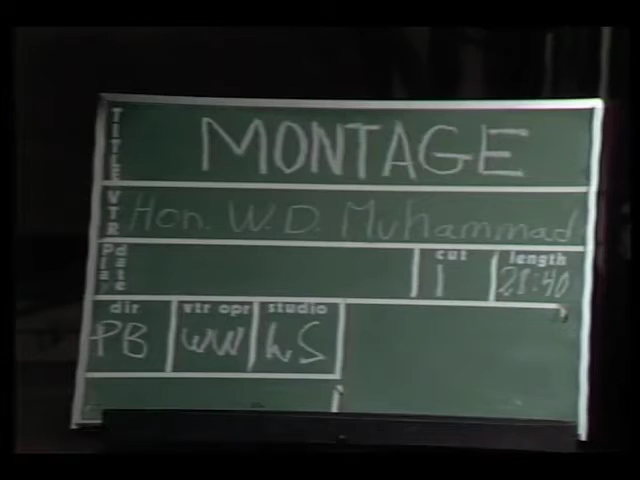 TITLE MONTAGE
VTR Hon. W.D. Muhammad
Play date cut 1 length 28:40
dir PB vtr opr WW studio WS